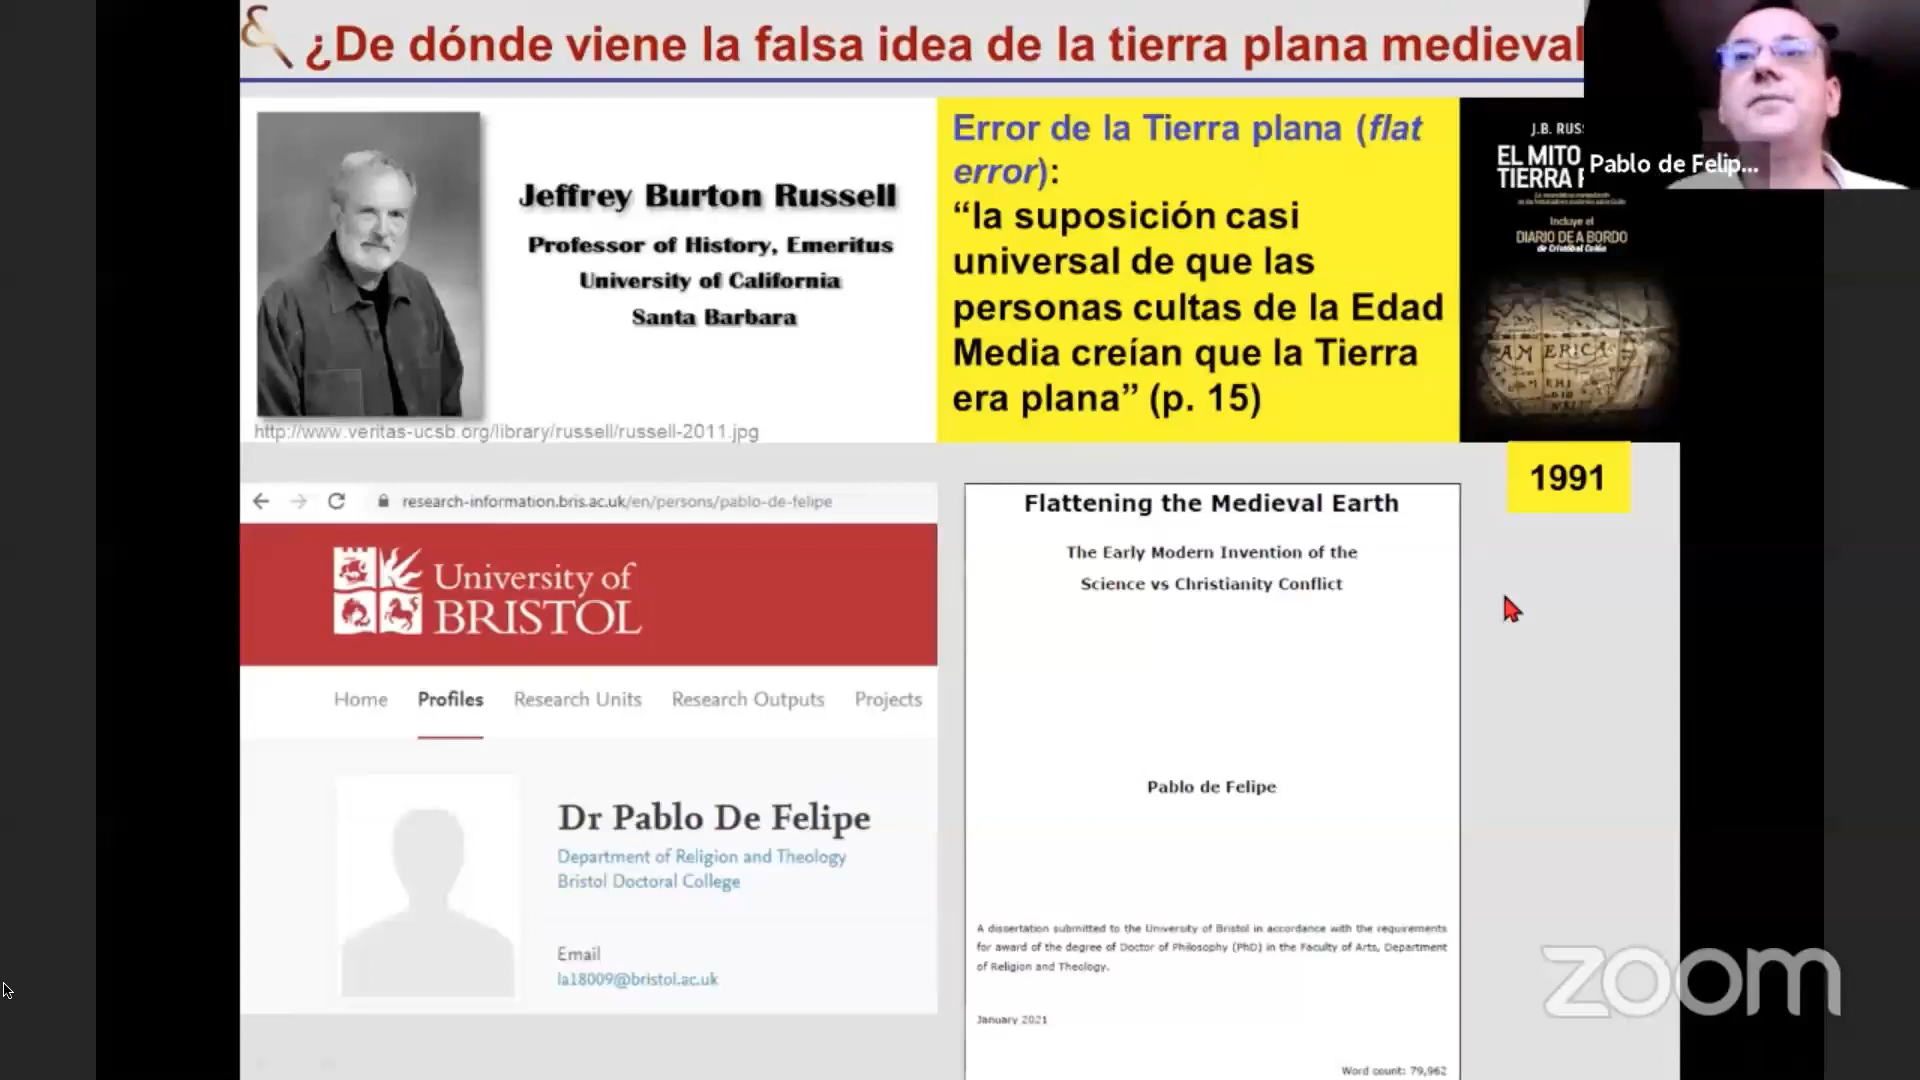 ¿De dónde viene la falsa idea de la tierra plana medieval
Jeffrey Burton Russell
Professor of History, Emeritus
University of California
Santa Barbara
http://www.veritas-ucsb.org/library/russell/russell-2011.jpg
Error de la Tierra plana (flat
error):
“la suposición casi
universal de que las
personas cultas de la Edad
Media creían que la Tierra
era plana” (p. 15)
J.B. RUS
EL MITO
TIERRA
Incluye el
DIARIO DE A BORDO
de Cristóbal Colón
AMERICA
Pablo de Felip...
1991
research-information.bris.ac.uk/en/persons/pablo-de-felipe
University of
BRISTOL
Home Profiles Research Units Research Outputs Projects
Dr Pablo De Felipe
Department of Religion and Theology
Bristol Doctoral College
Email
la18009@bristol.ac.uk
Flattening the Medieval Earth
The Early Modern Invention of the
Science vs Christianity Conflict
Pablo de Felipe
A dissertation submitted to the University of Bristol in accordance with the requirements
for award of the degree of Doctor of Philosophy (PhD) in the Faculty of Arts, Department
of Religion and Theology.
January 2021
Word count: 79,962
zoom